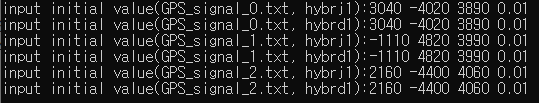 input initial value(GPS_signal_0.txt, hybrj1):3040 -4020 3890 0.01
input initial value(GPS_signal_0.txt, hybrd1):3040 -4020 3890 0.01
input initial value(GPS_signal_1.txt, hybrj1):-1110 4820 3990 0.01
input initial value(GPS_signal_1.txt, hybrd1):-1110 4820 3990 0.01
input initial value(GPS_signal_2.txt, hybrj1):2160 -4400 4060 0.01
input initial value(GPS_signal_2.txt, hybrd1):2160 -4400 4060 0.01